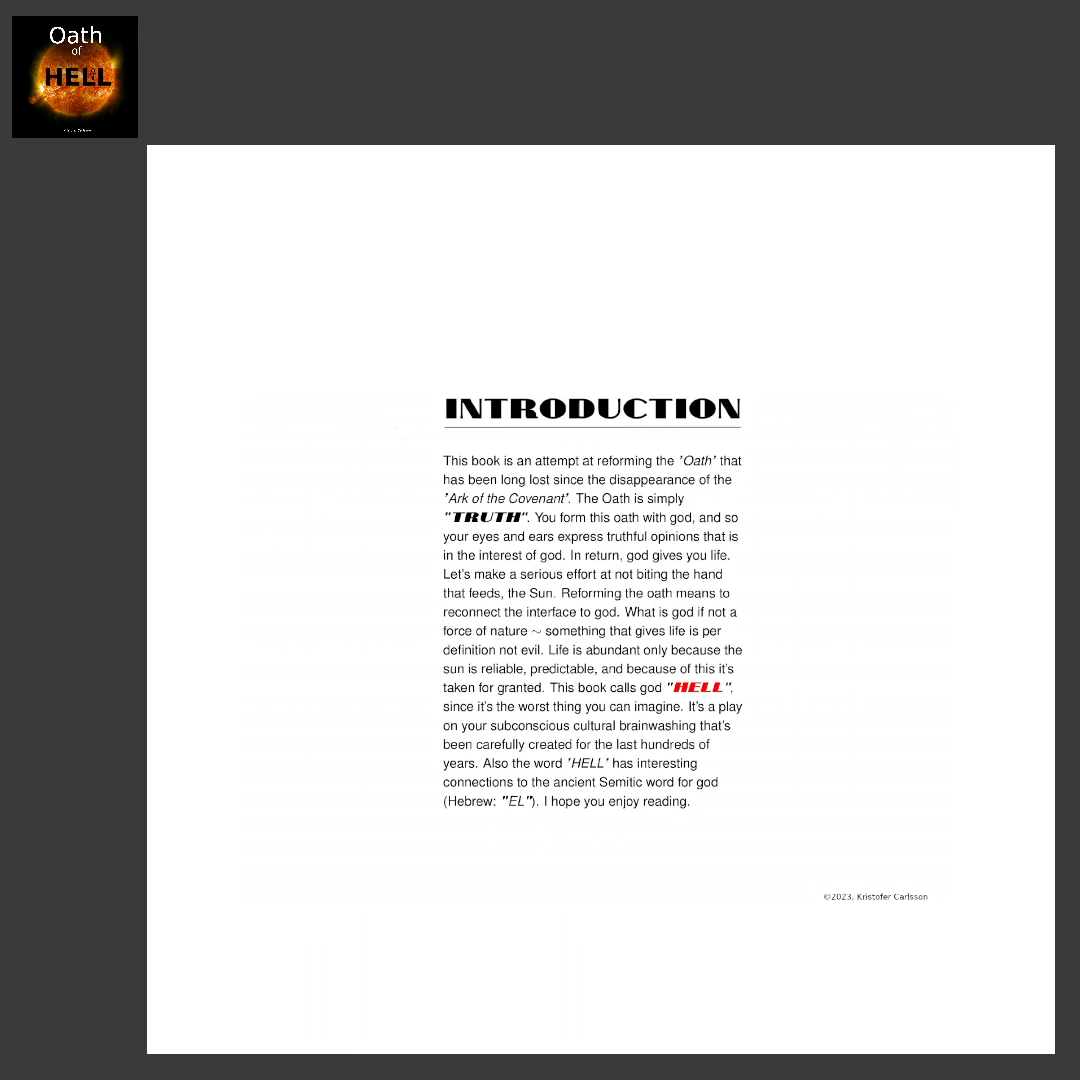 Oath
of
HELL
INTRODUCTION
This book is an attempt at reforming the 'Oath' that
has been long lost since the disappearance of the
'Ark of the Covenant'. The Oath is simply
"TRUTH". You form this oath with god, and so
your eyes and ears express truthful opinions that is
in the interest of god. In return, god gives you life.
Let's make a serious effort at not biting the hand
that feeds, the Sun. Reforming the oath means to
reconnect the interface to god. What is god if not a
force of nature ~ something that gives life is per
definition not evil. Life is abundant only because the
sun is reliable, predictable, and because of this it's
taken for granted. This book calls god "HELL",
since it's the worst thing you can imagine. It's a play
on your subconscious cultural brainwashing that's
been carefully created for the last hundreds of
years. Also the word 'HELL' has interesting
connections to the ancient Semitic word for god
(Hebrew: "EL"). I hope you enjoy reading.
©2023, Kristofer Carlsson